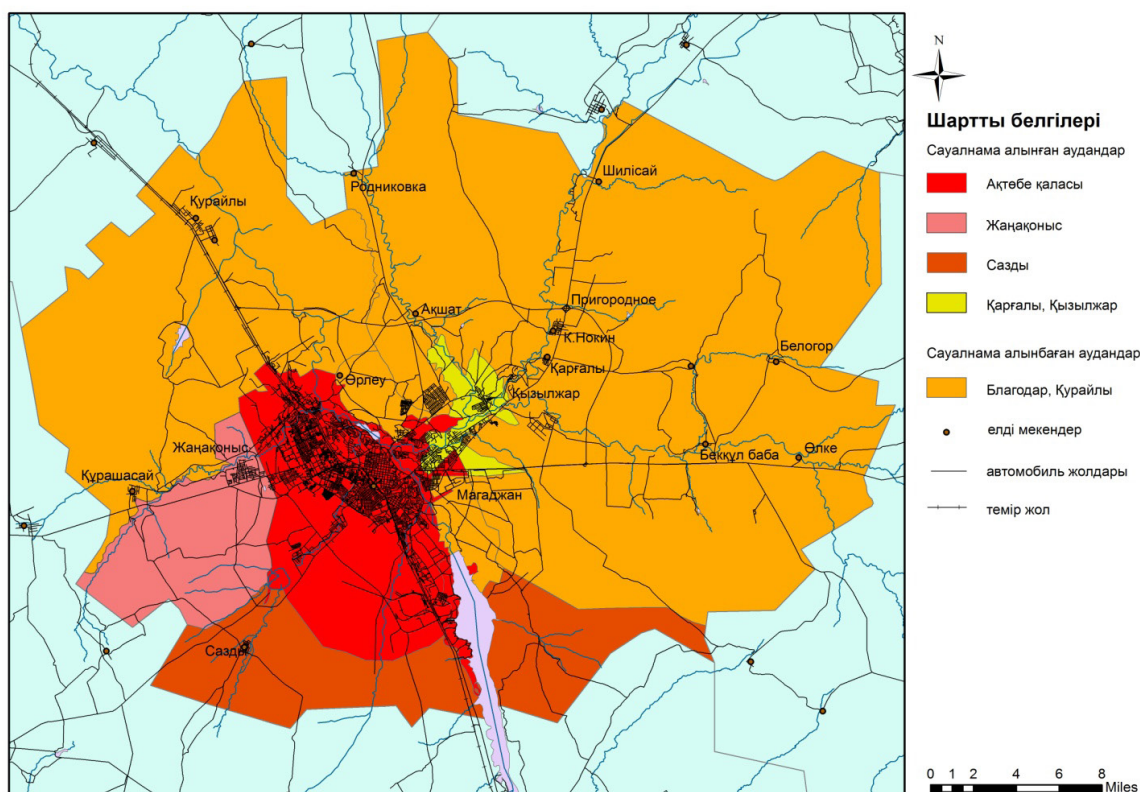 N
Шартты белгілері
Сауалнама алынған аудандар
Ақтөбе қаласы
Жаңақоныс
Сазды
Қарғалы, Қызылжар
Сауалнама алынбаған аудандар
Благодар, Құрайлы
елді мекендер
автомобиль жолдары
темір жол
0 1 2 4 6 8
Miles
Родниковка
Шилісай
Құрайлы
Пригородное
Ақшат
К.Нокин
Белогор
Қарғалы
Өрлеу
Қызылжар
Жаңақоныс
Бекқұл баба
Өлке
Құрашасай
Магаджан
Сазды